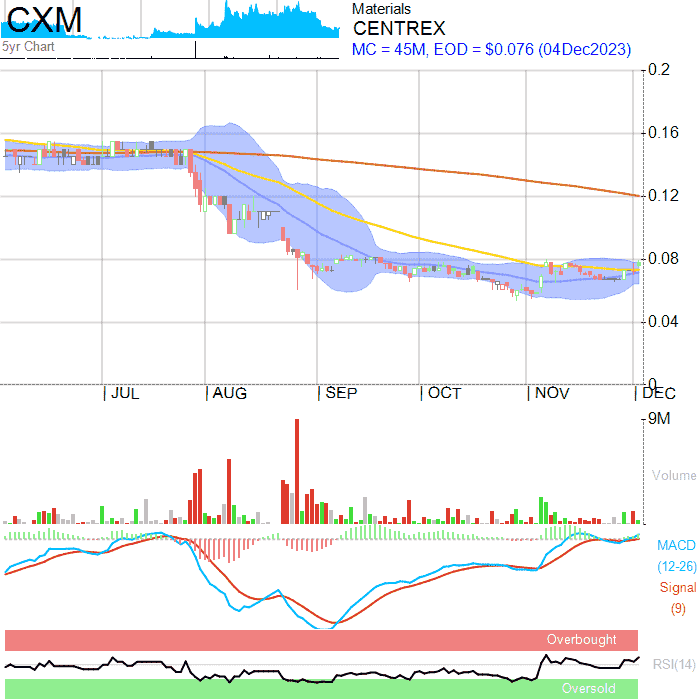 CXM
5yr Chart
Materials
CENTREX
MC = 45M, EOD = $0.076 (04Dec2023)
0.2
0.16
0.12
0.08
0.04
0
JUL AUG SEP OCT NOV DEC
9M
Volume
MACD
(12-26)
Signal
(9)
Overbought
RSI(14)
Oversold